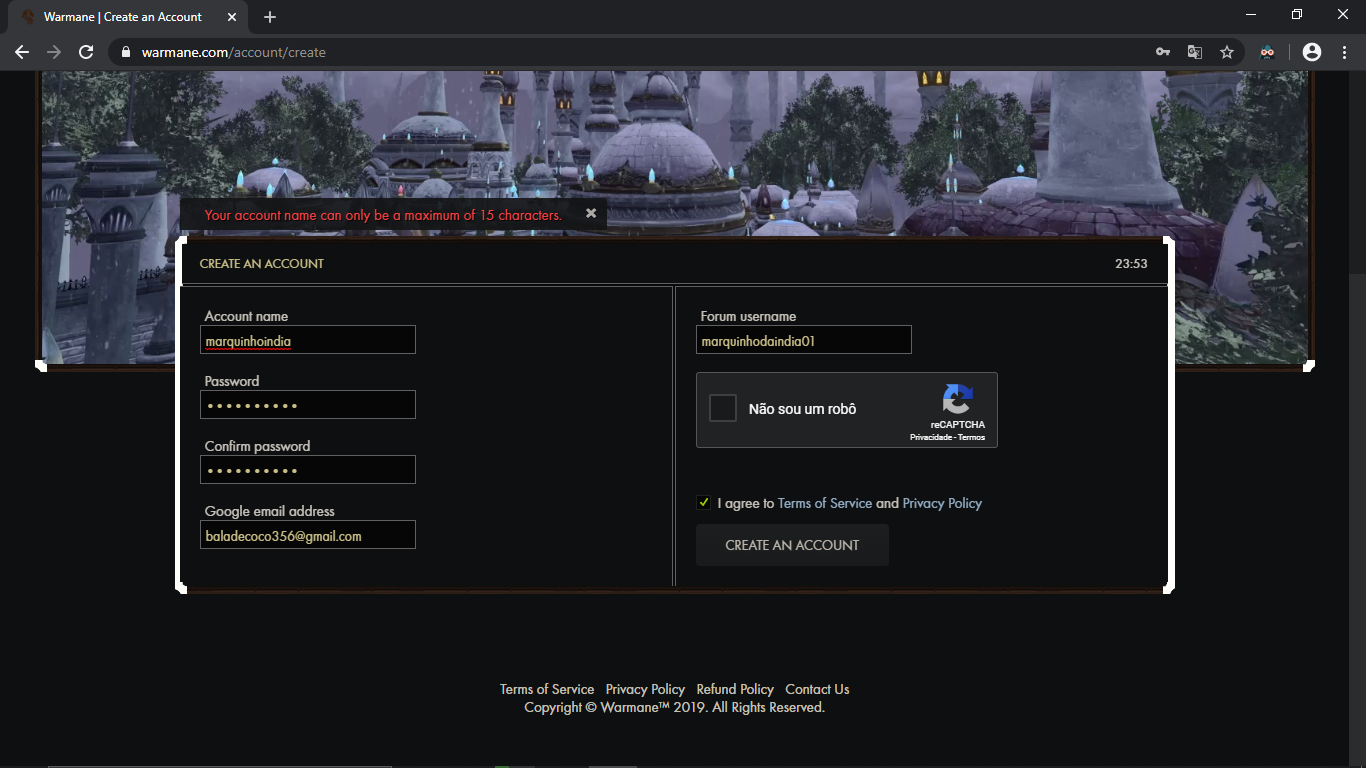 Warmane | Create an Account
warmane.com/account/create
Your account name can only be a maximum of 15 characters.
CREATE AN ACCOUNT 23:53
Account name
marquinhoindia
Password
Confirm password
Google email address
baladecoco356@gmail.com
Forum username
marquinhodaindia01
Não sou um robô
reCAPTCHA
Privacidade - Termos
I agree to Terms of Service and Privacy Policy
CREATE AN ACCOUNT
Terms of Service Privacy Policy Refund Policy Contact Us
Copyright © Warmane™ 2019. All Rights Reserved.